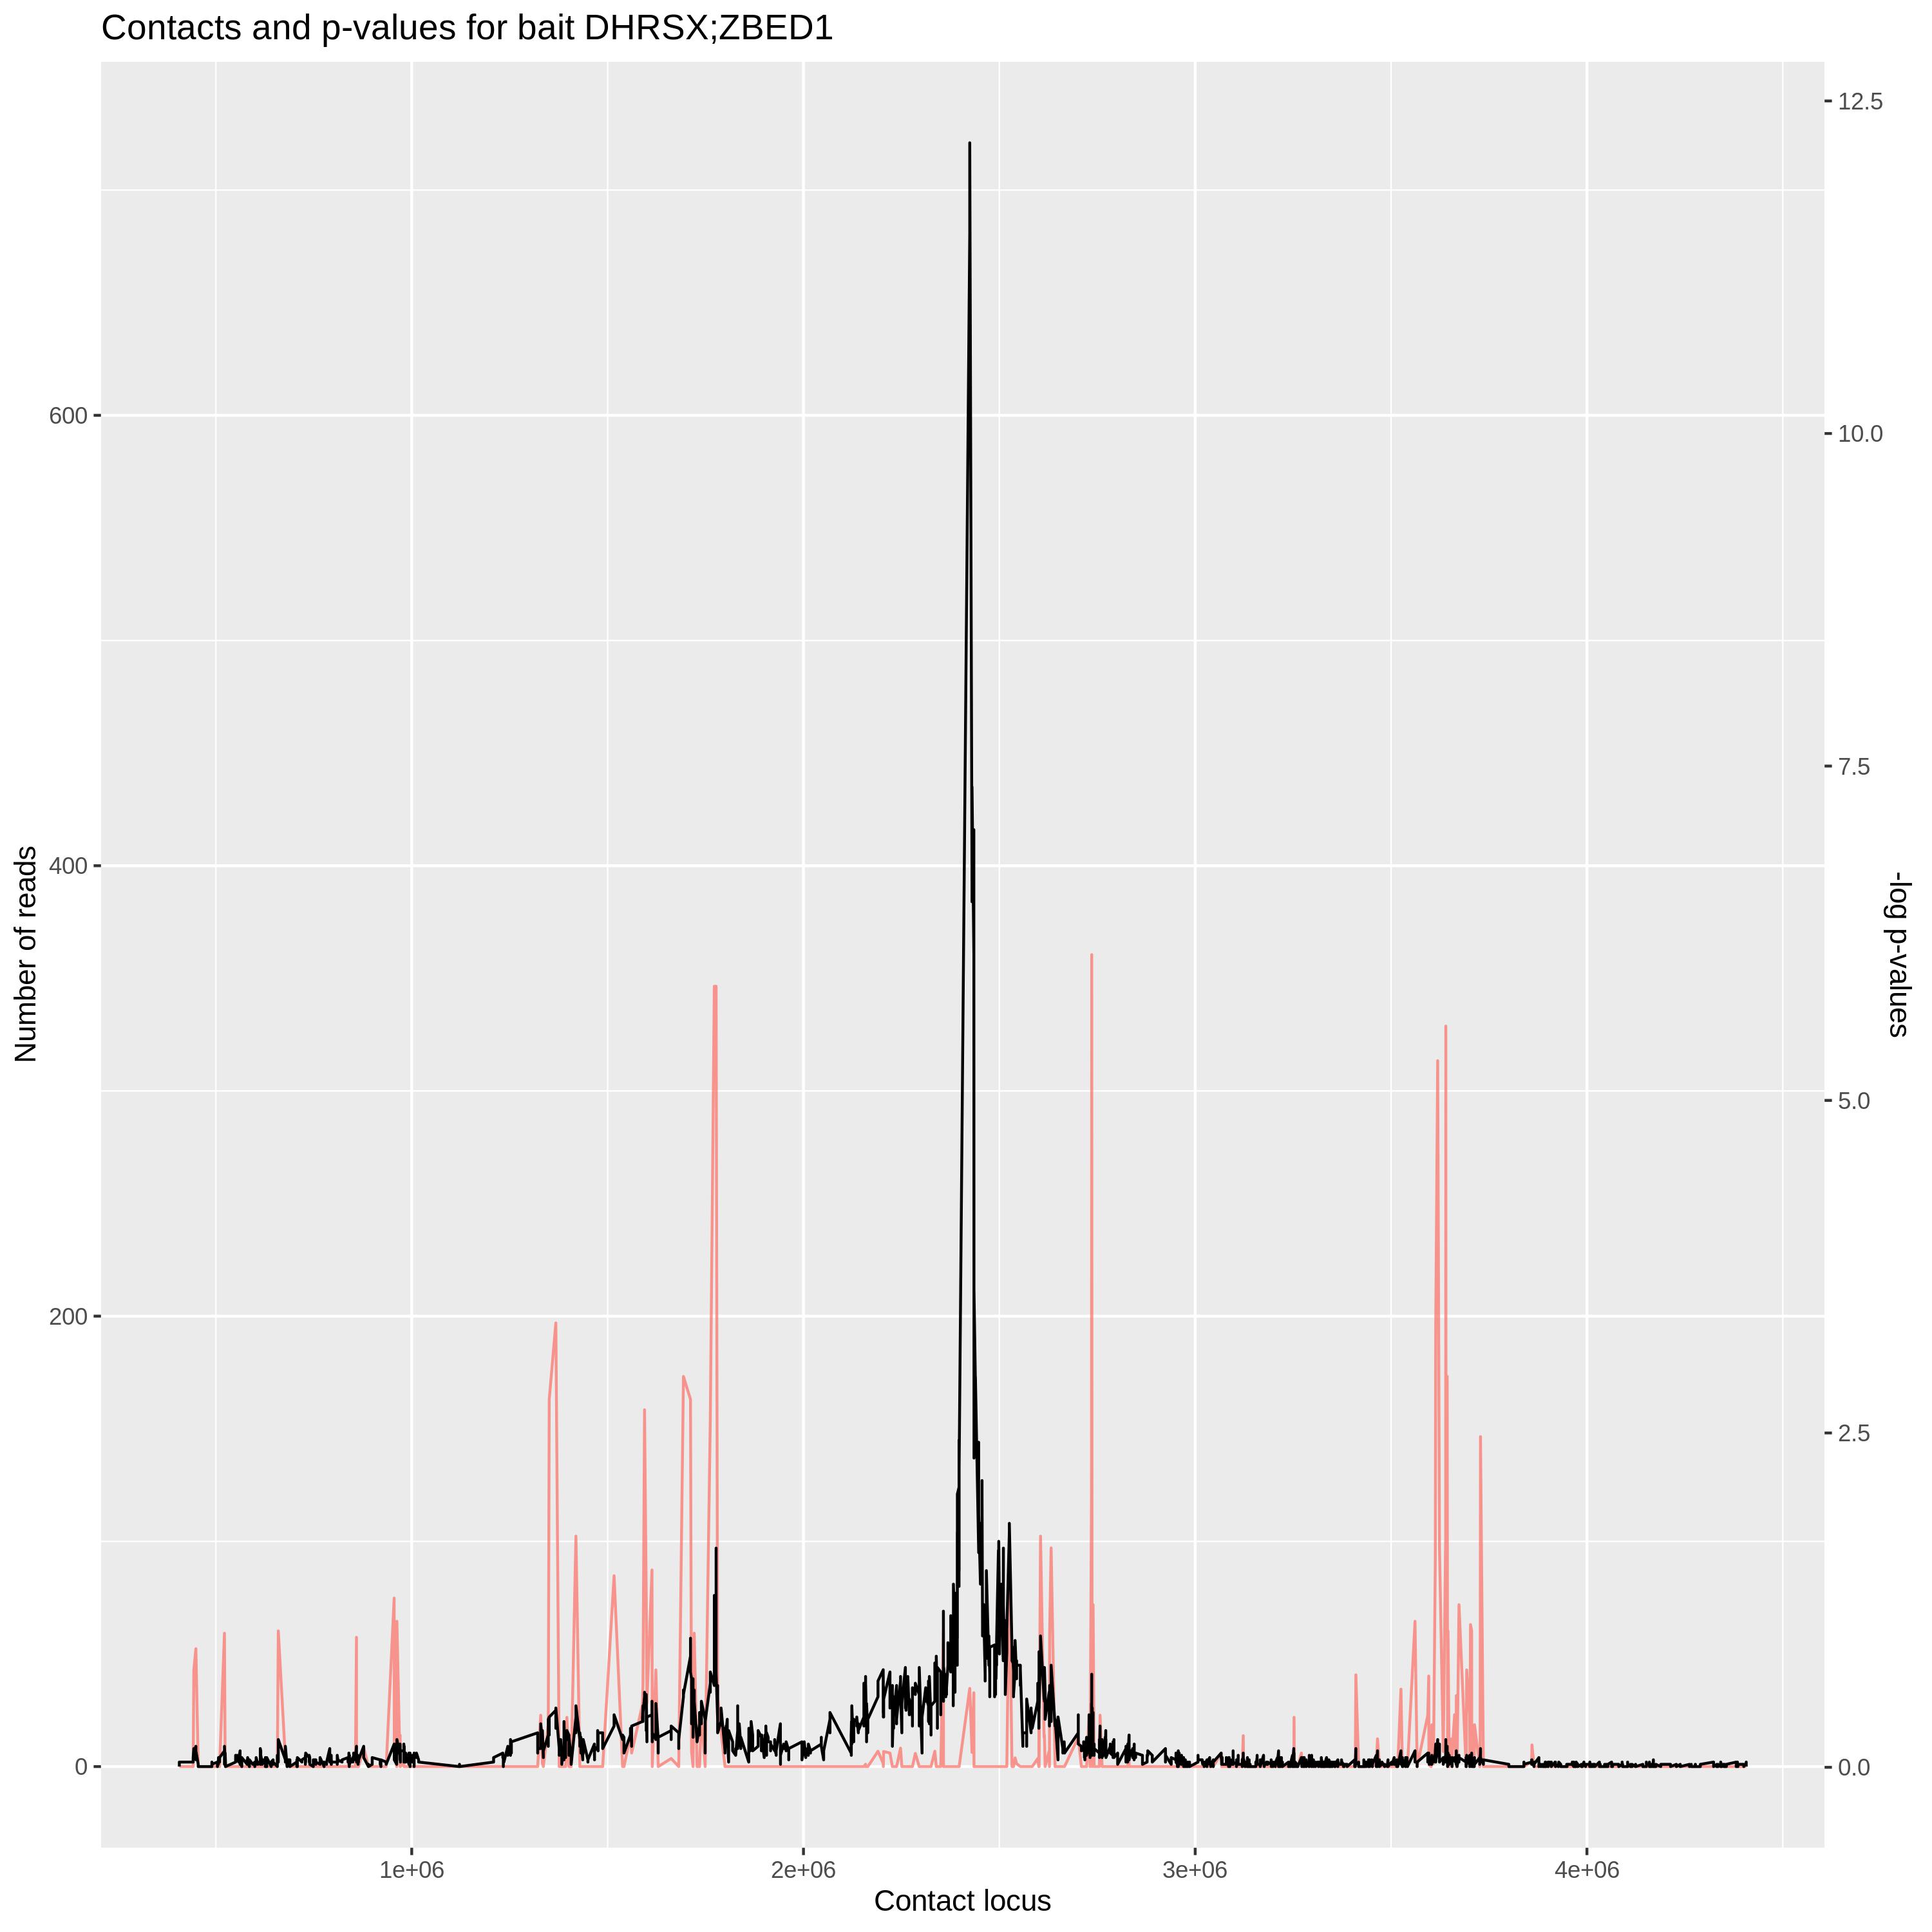 Contacts and p-values for bait DHRSX;ZBED1
12.5
600
10.0
7.5
400
Number of reads
-log p-values
5.0
200
2.5
0
0.0
1e+06
2e+06
3e+06
4e+06
Contact locus